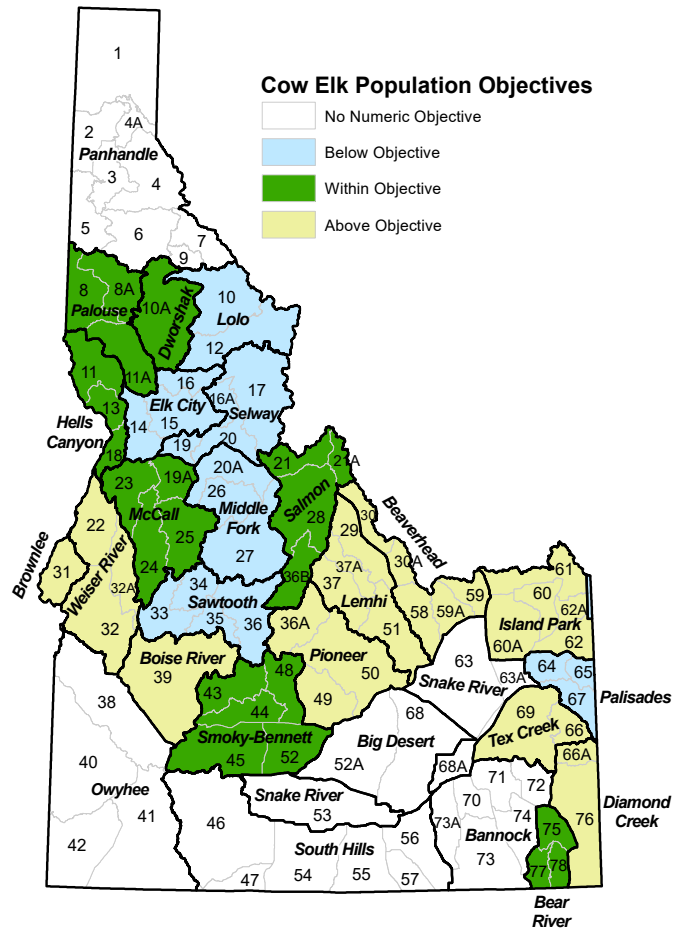 Cow Elk Population Objectives
No Numeric Objective
Below Objective
Within Objective
Above Objective
1
4A
2
Panhandle
3
4
5
6
7
9
8
8A
Palouse
10A
Dworshak
10
Lolo
12
11
11A
13
18
Hells
Canyon
16
Elk City
14
15
16A
17
Selway
19
20
20A
26
Middle
Fork
27
21
21A
Salmon
28
36B
23
19A
McCall
25
24
22
Weiser River
32A
32
Brownlee
31
34
33
Sawtooth
35
36
30
Beaverhead
29
30A
37A
37
Lemhi
51
58
59A
59
61
60
62A
Island Park
60A
62
36A
Pioneer
50
49
Boise River
39
43
48
44
Smoky-Bennett
45
52
63
63A
Snake River
64
65
67
Palisades
69
Tex Creek
66
66A
76
Diamond
Creek
68
Big Desert
52A
68A
38
40
Owyhee
41
42
Snake River
53
46
South Hills
47
54
55
56
57
71
72
70
73A
74
Bannock
73
75
77
78
Bear
River